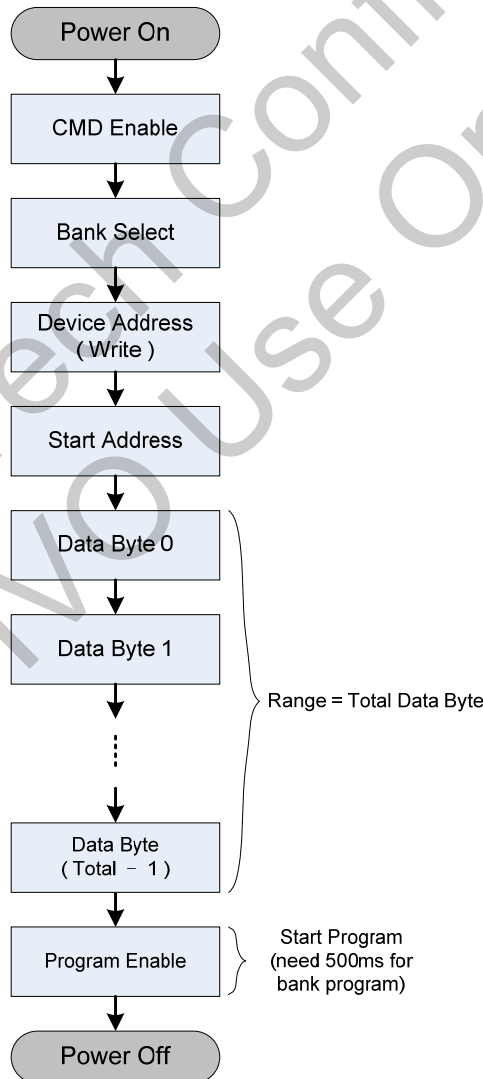 Power On
CMD Enable
Bank Select
Device Address
( Write )
Start Address
Data Byte 0
Data Byte 1
Range = Total Data Byte
Data Byte
( Total － 1 )
Program Enable
Start Program
(need 500ms for
bank program)
Power Off
Use